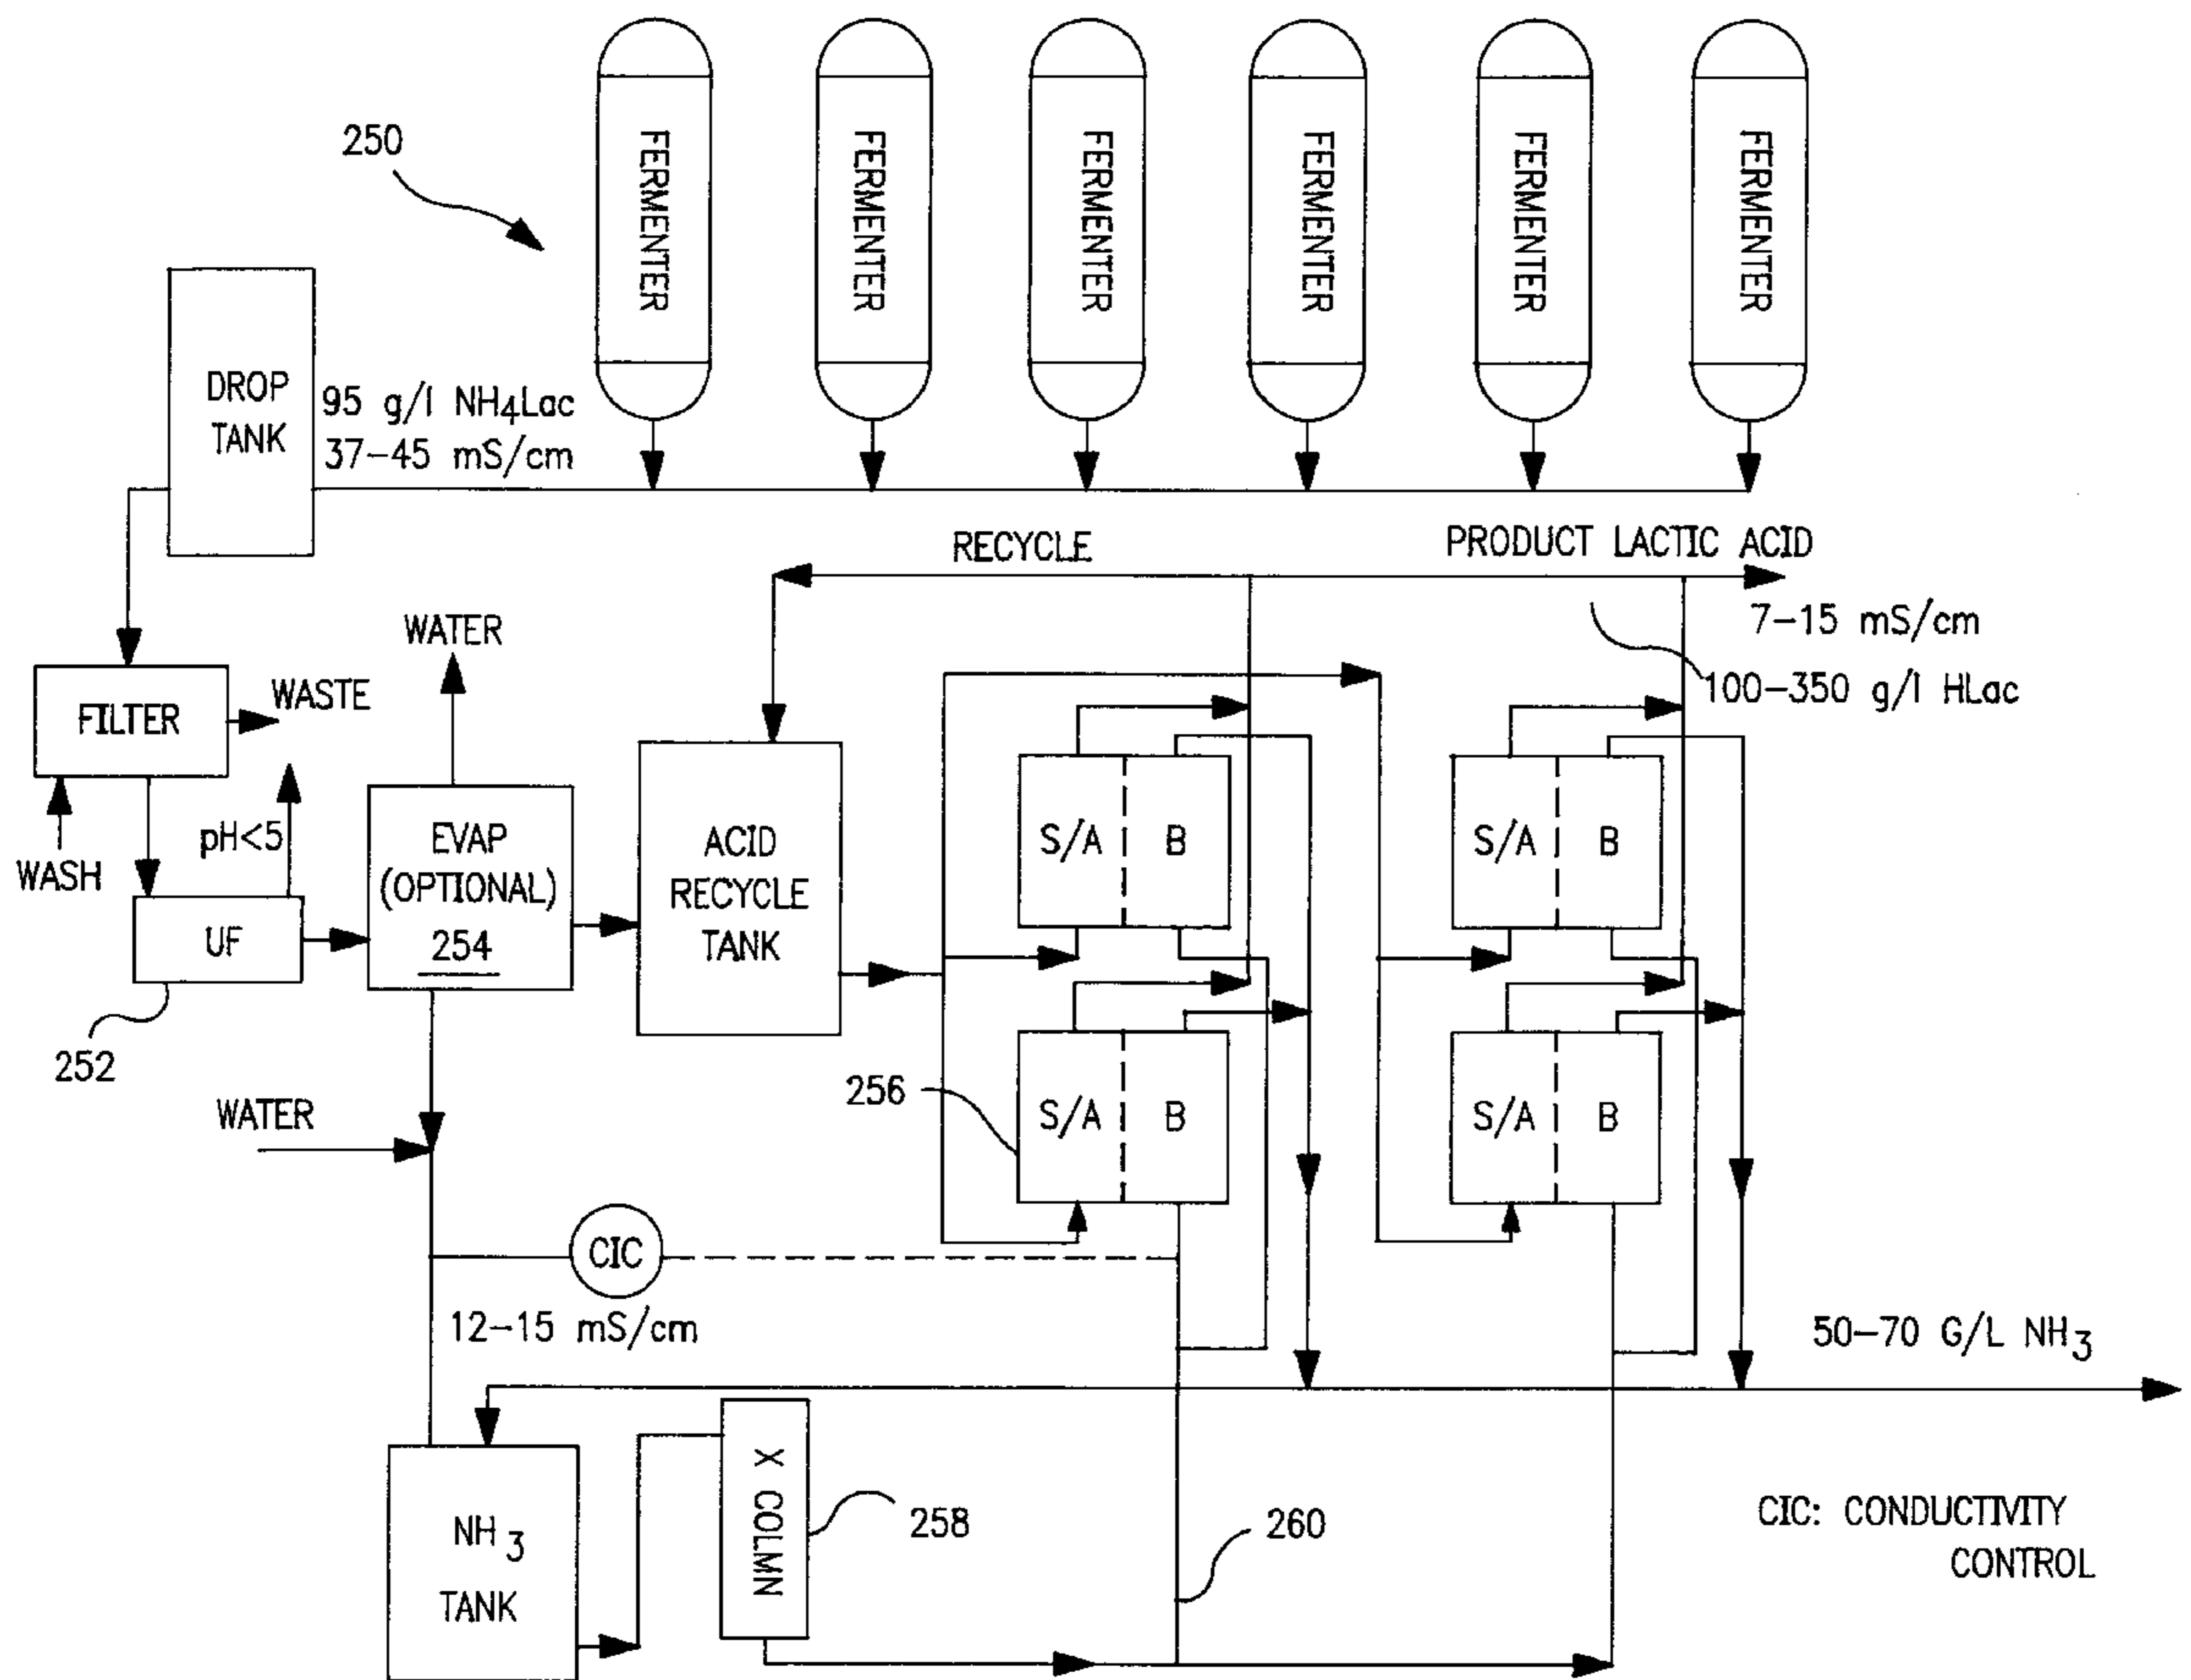 250
FERMENTER
FERMENTER
FERMENTER
FERMENTER
FERMENTER
FERMENTER
DROP
TANK
95 g/l NH4Lac
37–45 mS/cm
RECYCLE
PRODUCT LACTIC ACID
7–15 mS/cm
100–350 g/l HLac
WATER
FILTER
WASTE
WASH
pH<5
UF
252
EVAP
(OPTIONAL)
254
ACID
RECYCLE
TANK
S/A
B
S/A
B
256
S/A
B
S/A
B
WATER
CIC
12–15 mS/cm
50–70 G/L NH3
NH3
TANK
X COLMN
258
260
CIC: CONDUCTIVITY
CONTROL